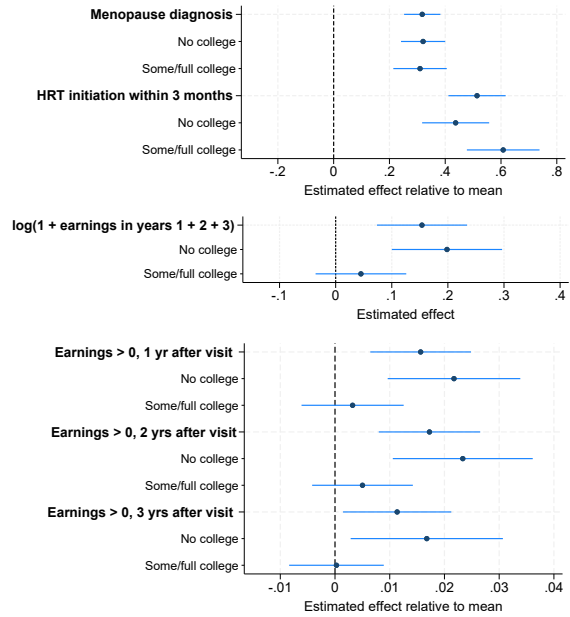 Menopause diagnosis
No college
Some/full college
HRT initiation within 3 months
No college
Some/full college
-.2 0 .2 .4 .6 .8
Estimated effect relative to mean
log(1 + earnings in years 1 + 2 + 3)
No college
Some/full college
-.1 0 .1 .2 .3 .4
Estimated effect
Earnings > 0, 1 yr after visit
No college
Some/full college
Earnings > 0, 2 yrs after visit
No college
Some/full college
Earnings > 0, 3 yrs after visit
No college
Some/full college
-.01 0 .01 .02 .03 .04
Estimated effect relative to mean